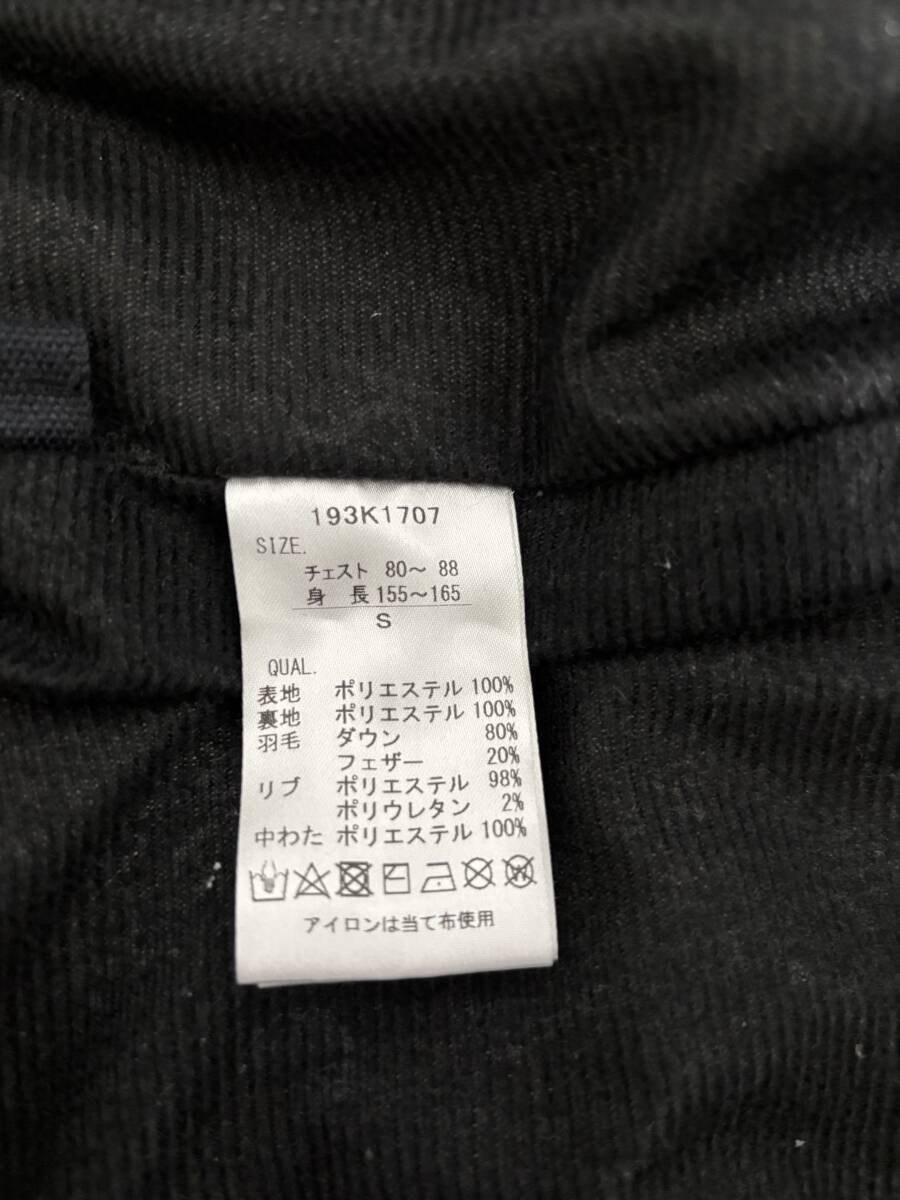 193K1707
SIZE.
チェスト 80～ 88
身 長 155～165
S
QUAL.
表地 ポリエステル 100%
裏地 ポリエステル 100%
羽毛 ダウン 80%
フェザー 20%
リブ ポリエステル 98%
ポリウレタン 2%
中わた ポリエステル 100%
アイロンは当て布使用